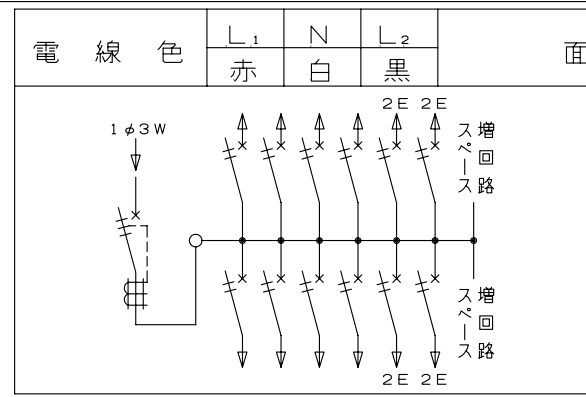 電線色 L1 N L2 面
赤 白 黒
2E 2E
1φ3W
増回路
スペース
増回路
スペース
2E 2E